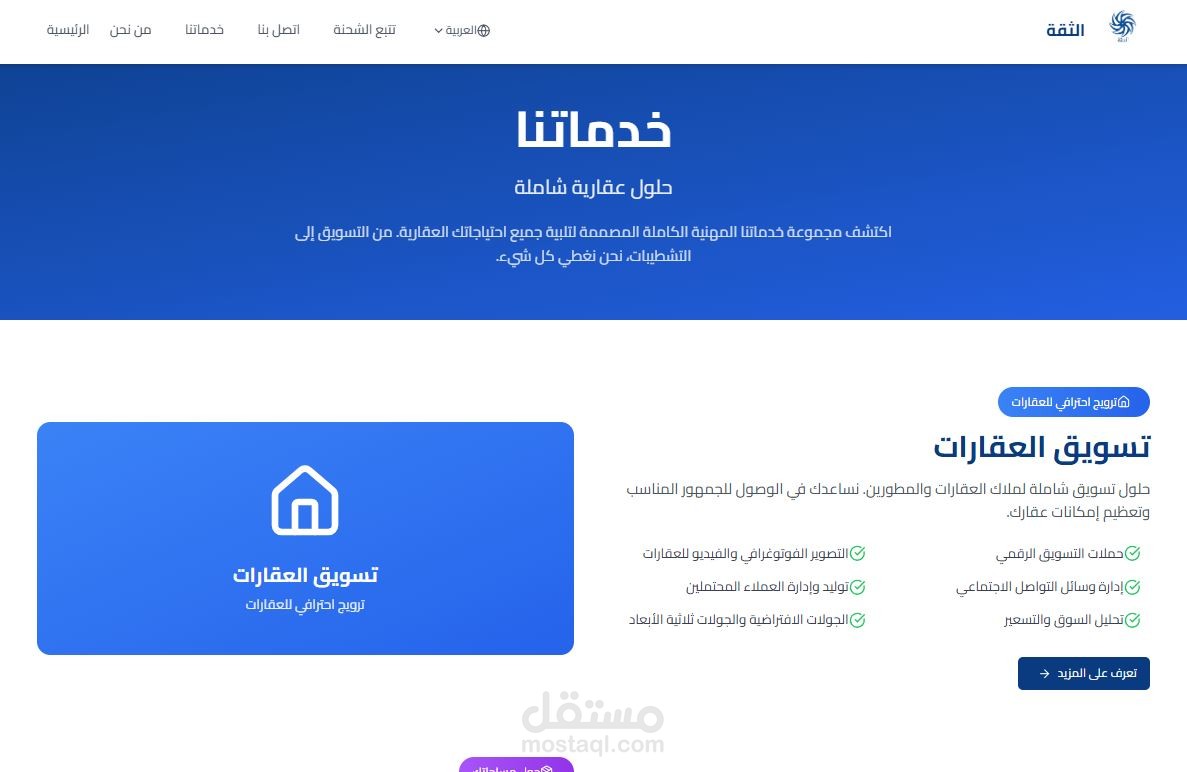 الثقة
العربية
تتبع الشحنة
اتصل بنا
خدماتنا
من نحن
الرئيسية
خدماتنا
حلول عقارية شاملة
اكتشف مجموعة خدماتنا المهنية الكاملة المصممة لتلبية جميع احتياجاتك العقارية. من التسويق إلى
التشطيبات، نحن نغطي كل شيء.
ترويج احترافي للعقارات
تسويق العقارات
حلول تسويق شاملة لملاك العقارات والمطورين. نساعدك في الوصول للجمهور المناسب
وتعظيم إمكانات عقارك.
حملات التسويق الرقمي
التصوير الفوتوغرافي والفيديو للعقارات
إدارة وسائل التواصل الاجتماعي
توليد وإدارة العملاء المحتملين
تحليل السوق والتسعير
الجولات الافتراضية والجولات ثلاثية الأبعاد
تعرف على المزيد
تسويق العقارات
ترويج احترافي للعقارات
مستقل
mostaql.com